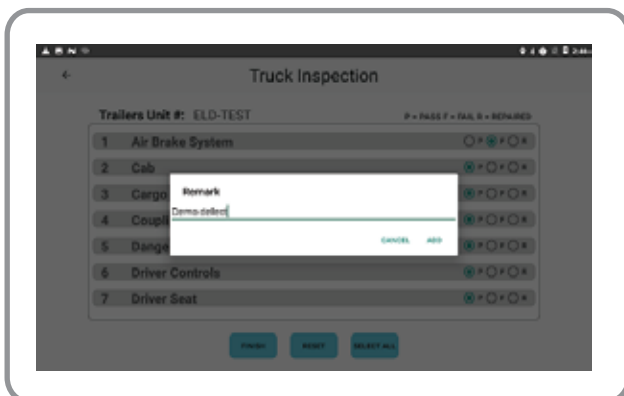 Truck Inspection
Trailers Unit #: ELD-TEST P = PASS F = FAIL R = REPAIRED
1 Air Brake System P F R
2 Cab P F R
3 Cargo P F R
4 Coupli P F R
5 Dange P F R
6 Driver Controls P F R
7 Driver Seat P F R
Remark
Demo defect
CANCEL ADD
FINISH RESET SELECT ALL